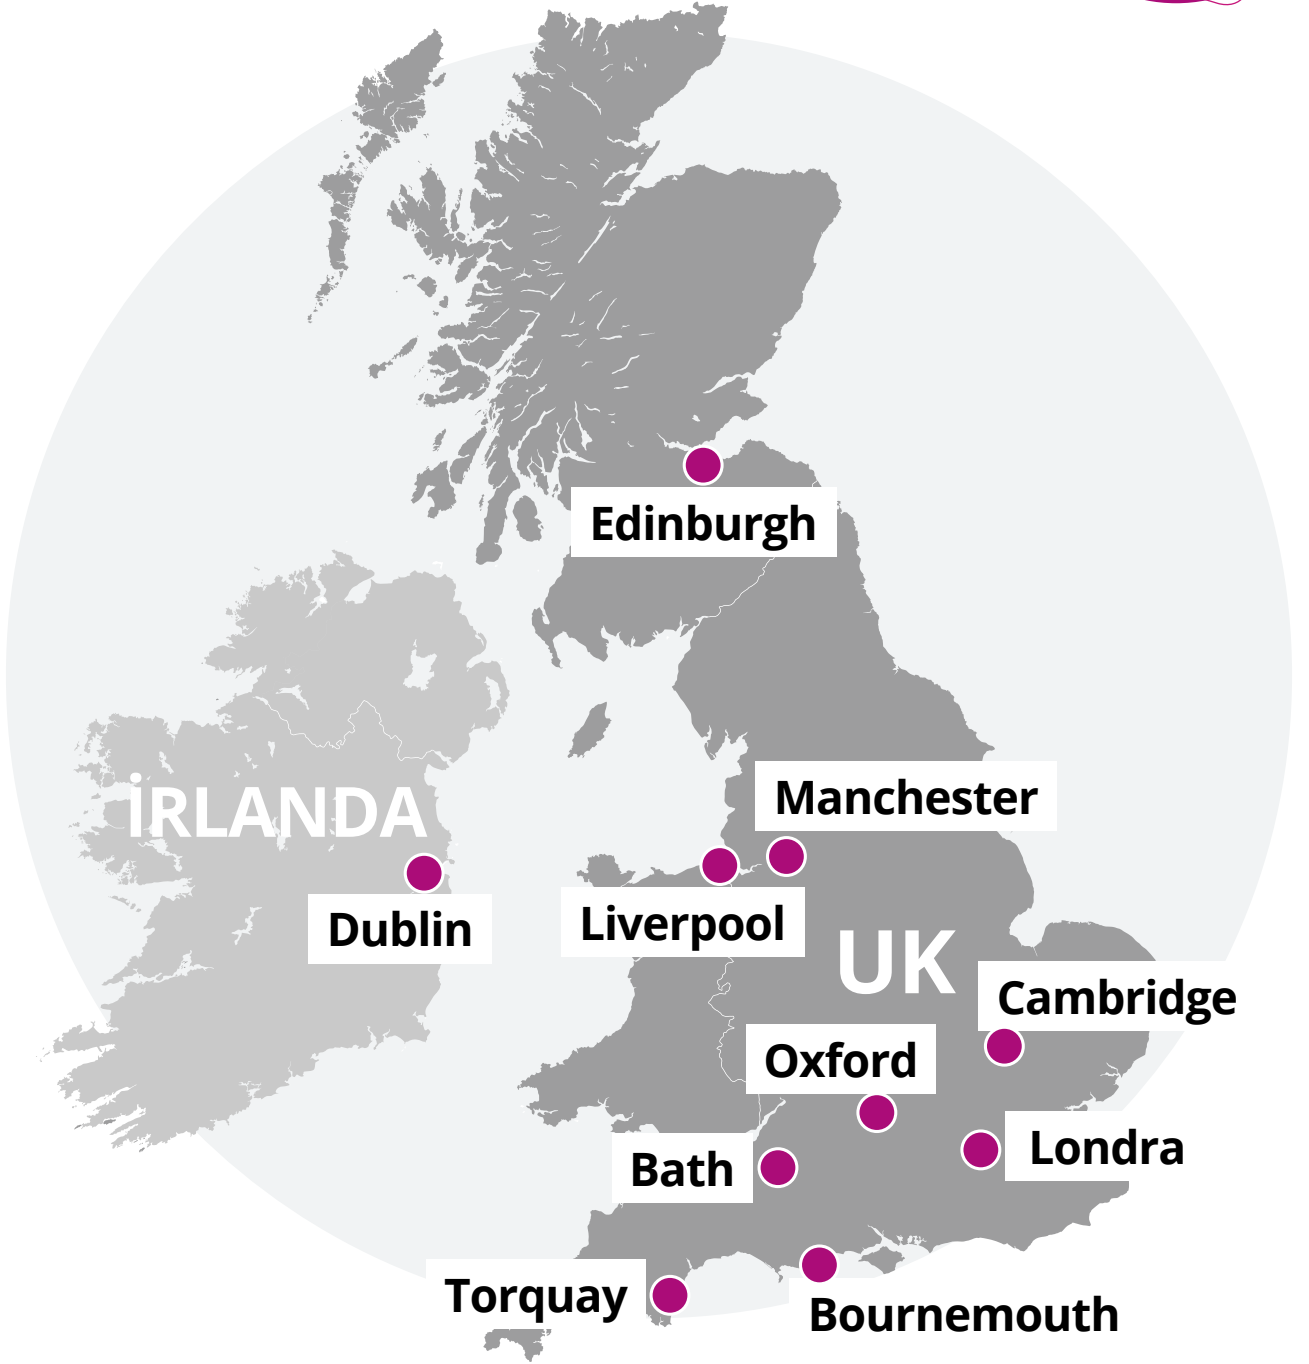 Edinburgh
Manchester
İRLANDA
Dublin
Liverpool
UK
Cambridge
Oxford
Londra
Bath
Torquay
Bournemouth